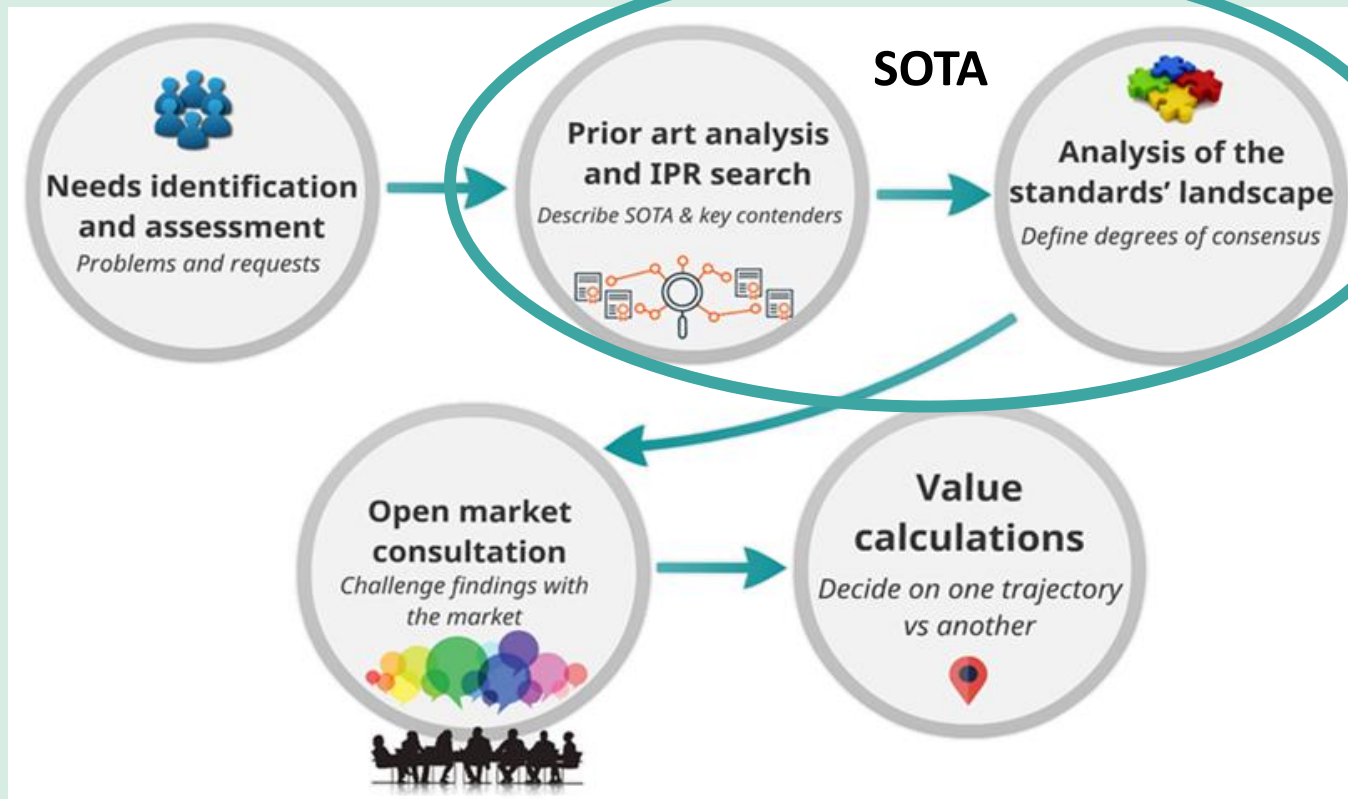 Needs identification
and assessment
Problems and requests
SOTA
Prior art analysis
and IPR search
Describe SOTA & key contenders
Analysis of the
standards’ landscape
Define degrees of consensus
Open market
consultation
Challenge findings with
the market
Value
calculations
Decide on one trajectory
vs another